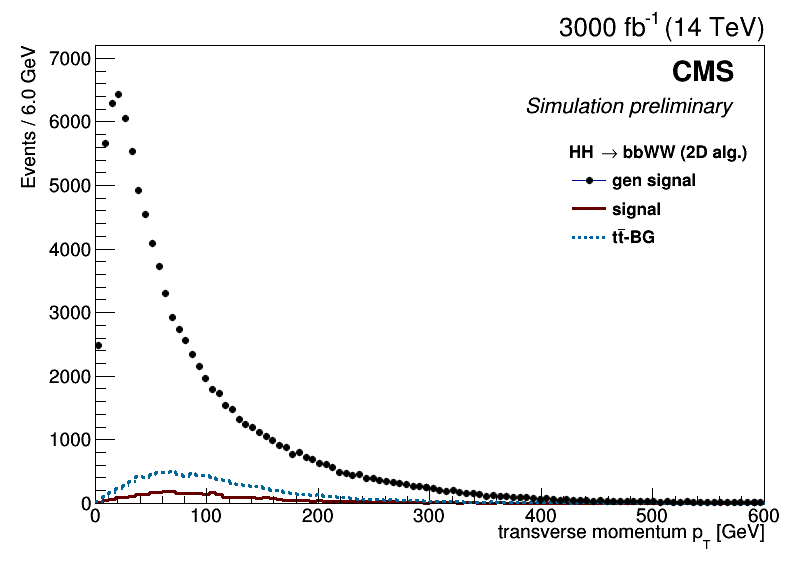 3000 fb⁻¹ (14 TeV)
Events / 6.0 GeV
7000
6000
5000
4000
3000
2000
1000
0
CMS
Simulation preliminary
HH → bbWW (2D alg.)
gen signal
signal
tt̄-BG
0 100 200 300 400 500 600
transverse momentum p_T [GeV]